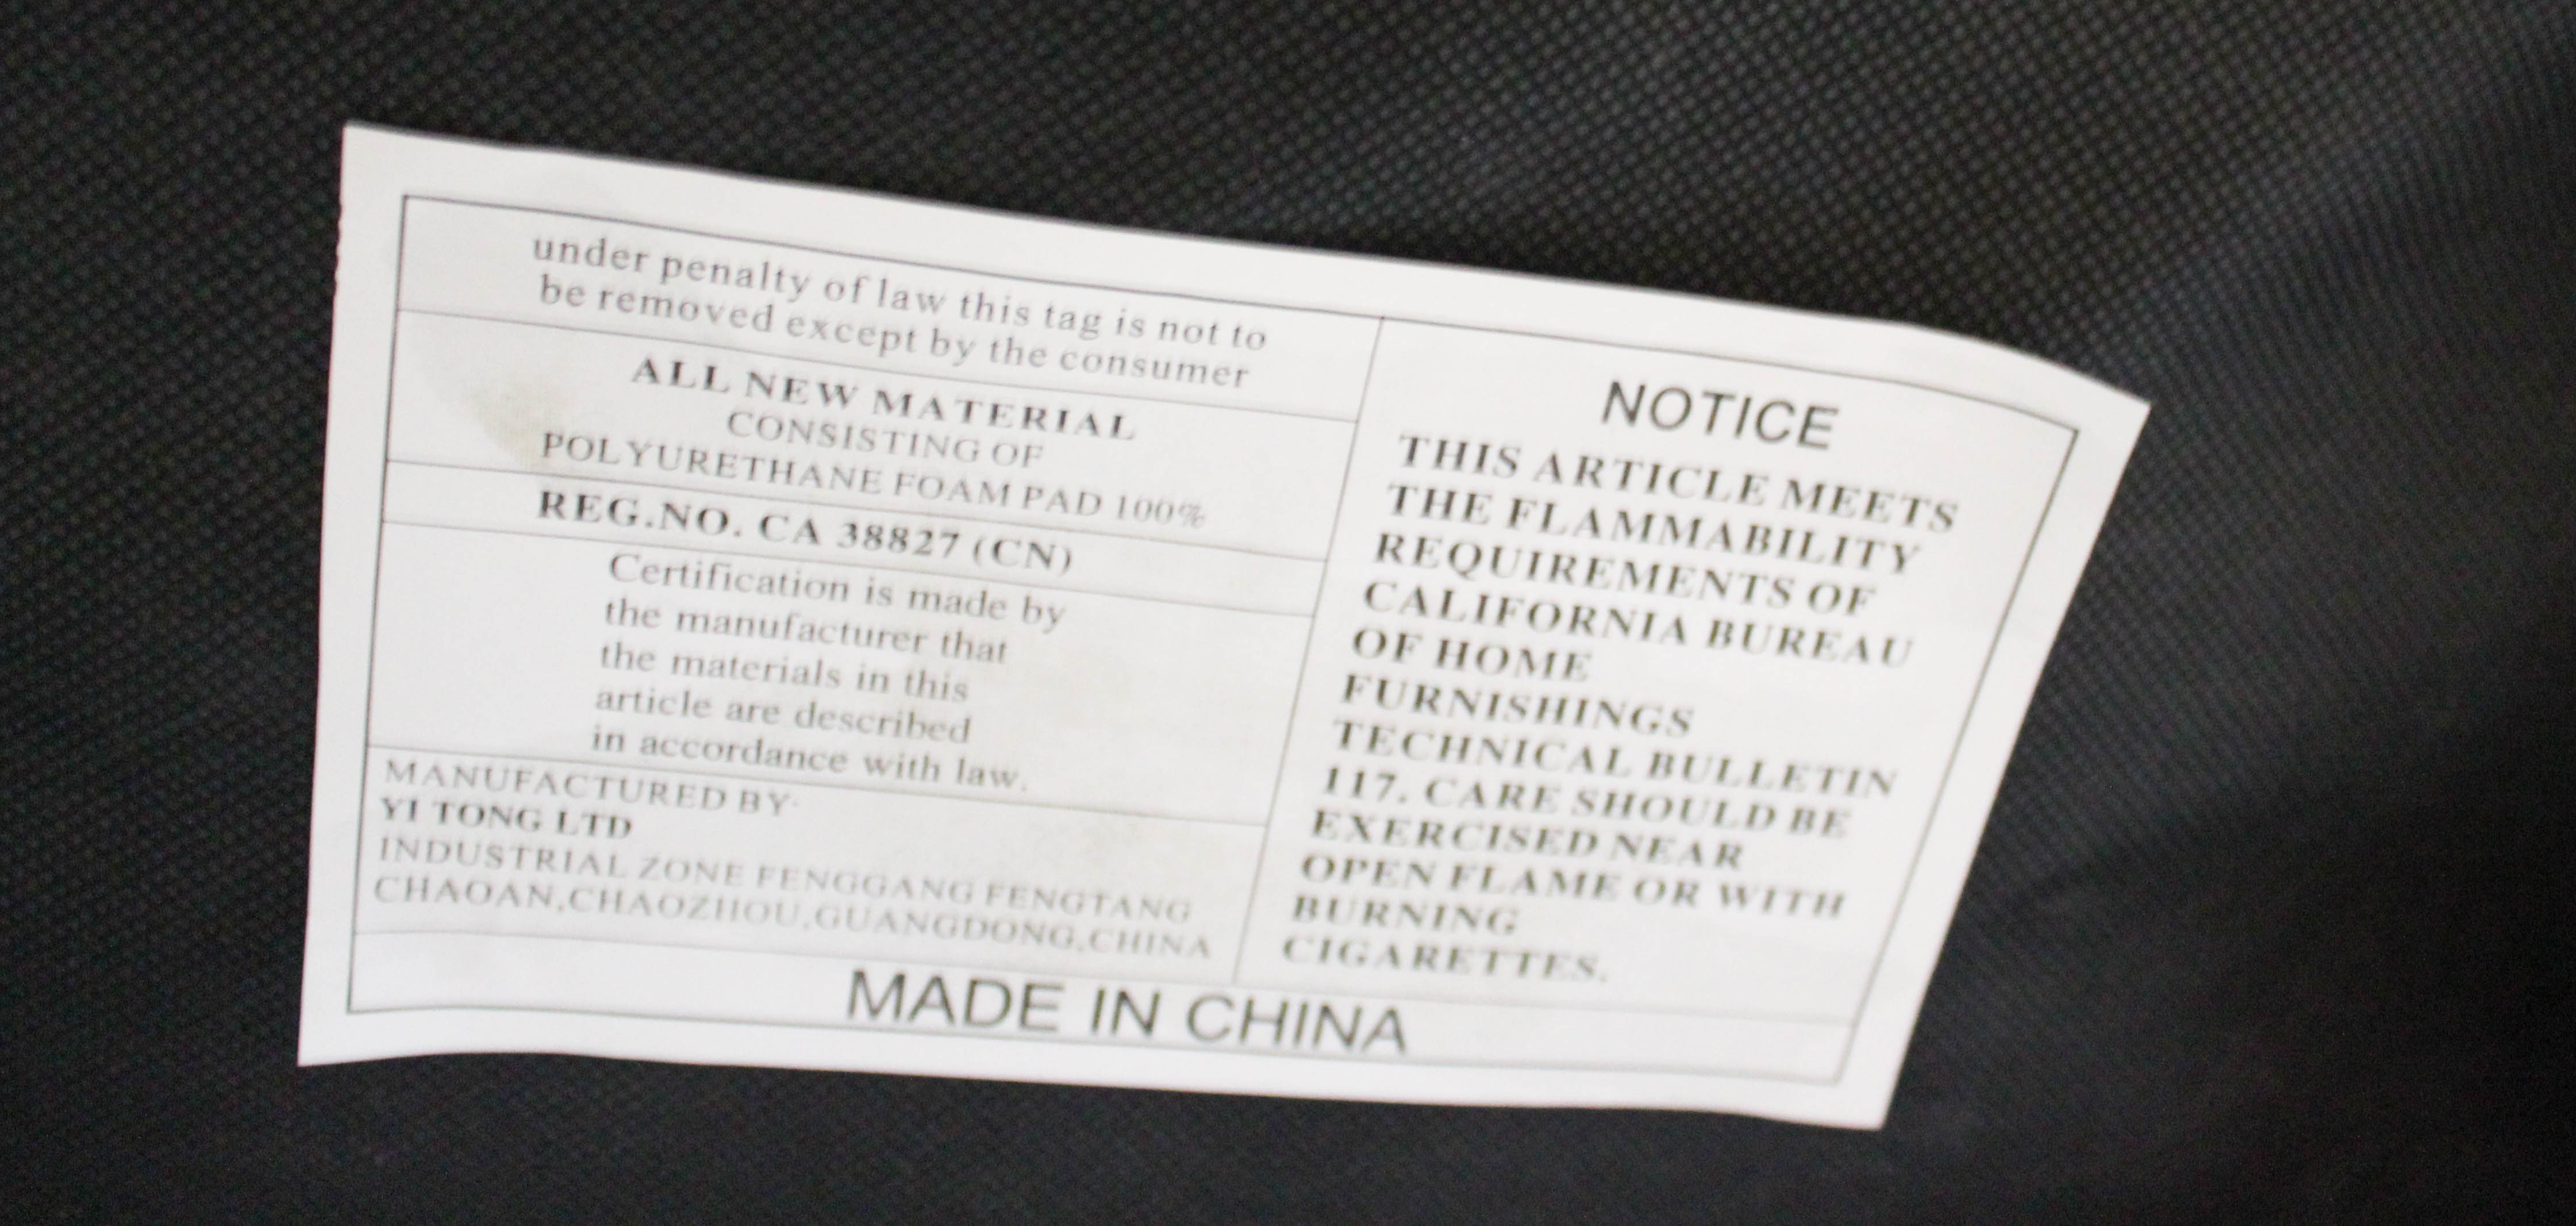 under penalty of law this tag is not to
be removed except by the consumer
ALL NEW MATERIAL
CONSISTING OF
POLYURETHANE FOAM PAD 100%
REG.NO. CA 38827 (CN)
Certification is made by
the manufacturer that
the materials in this
article are described
in accordance with law.
MANUFACTURED BY
YI TONG LTD
INDUSTRIAL ZONE FENGGANG FENGTANG
CHAOAN,CHAOZHOU,GUANGDONG,CHINA
NOTICE
THIS ARTICLE MEETS
THE FLAMMABILITY
REQUIREMENTS OF
CALIFORNIA BUREAU
OF HOME
FURNISHINGS
TECHNICAL BULLETIN
117. CARE SHOULD BE
EXERCISED NEAR
OPEN FLAME OR WITH
BURNING
CIGARETTES.
MADE IN CHINA